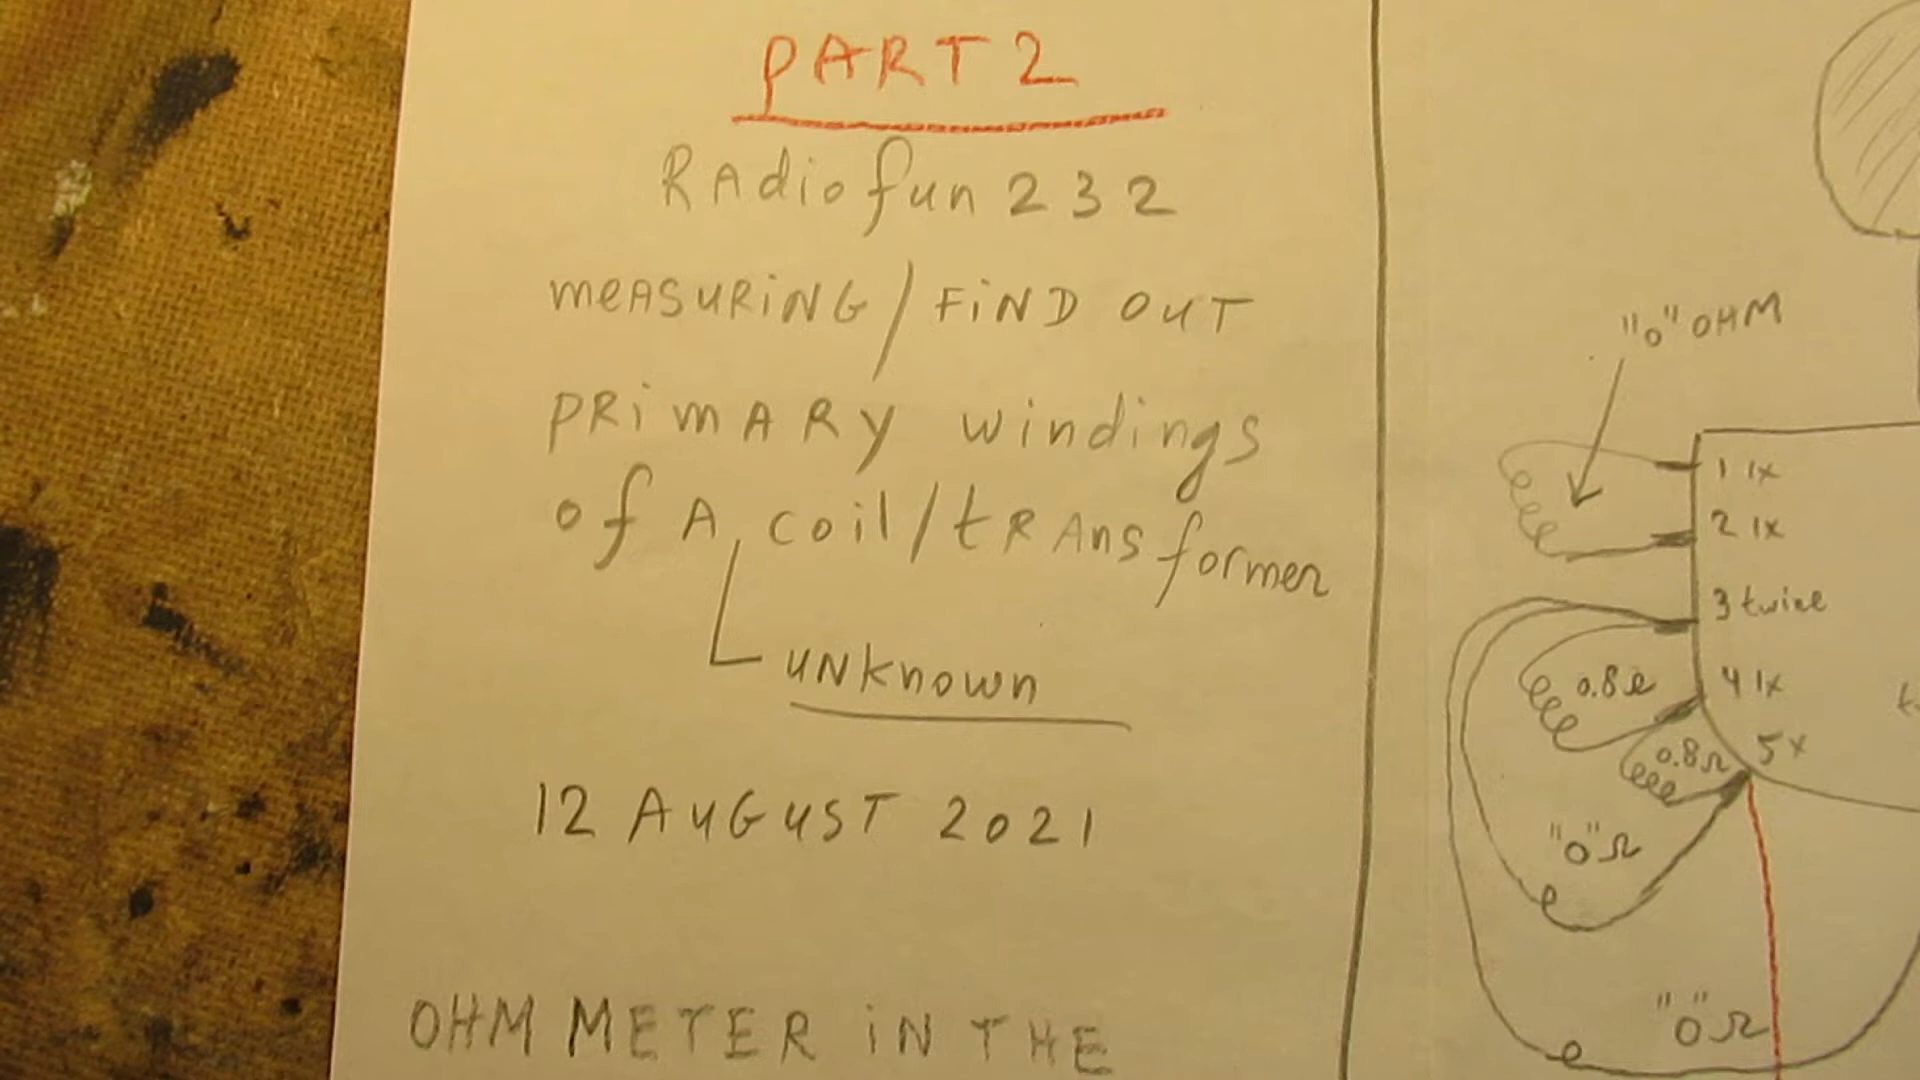 PART 2
Radiofun 232
MEASURING / FIND OUT
PRIMARY windings
of A coil / tRAnsformer
UNKNOWN
12 AUGUST 2021
OHM METER IN THE
"0" OHM
1 1x
2 1x
3 twice
0.8Ω 4 1x
0.8Ω 5 x
"0" Ω
"0" Ω